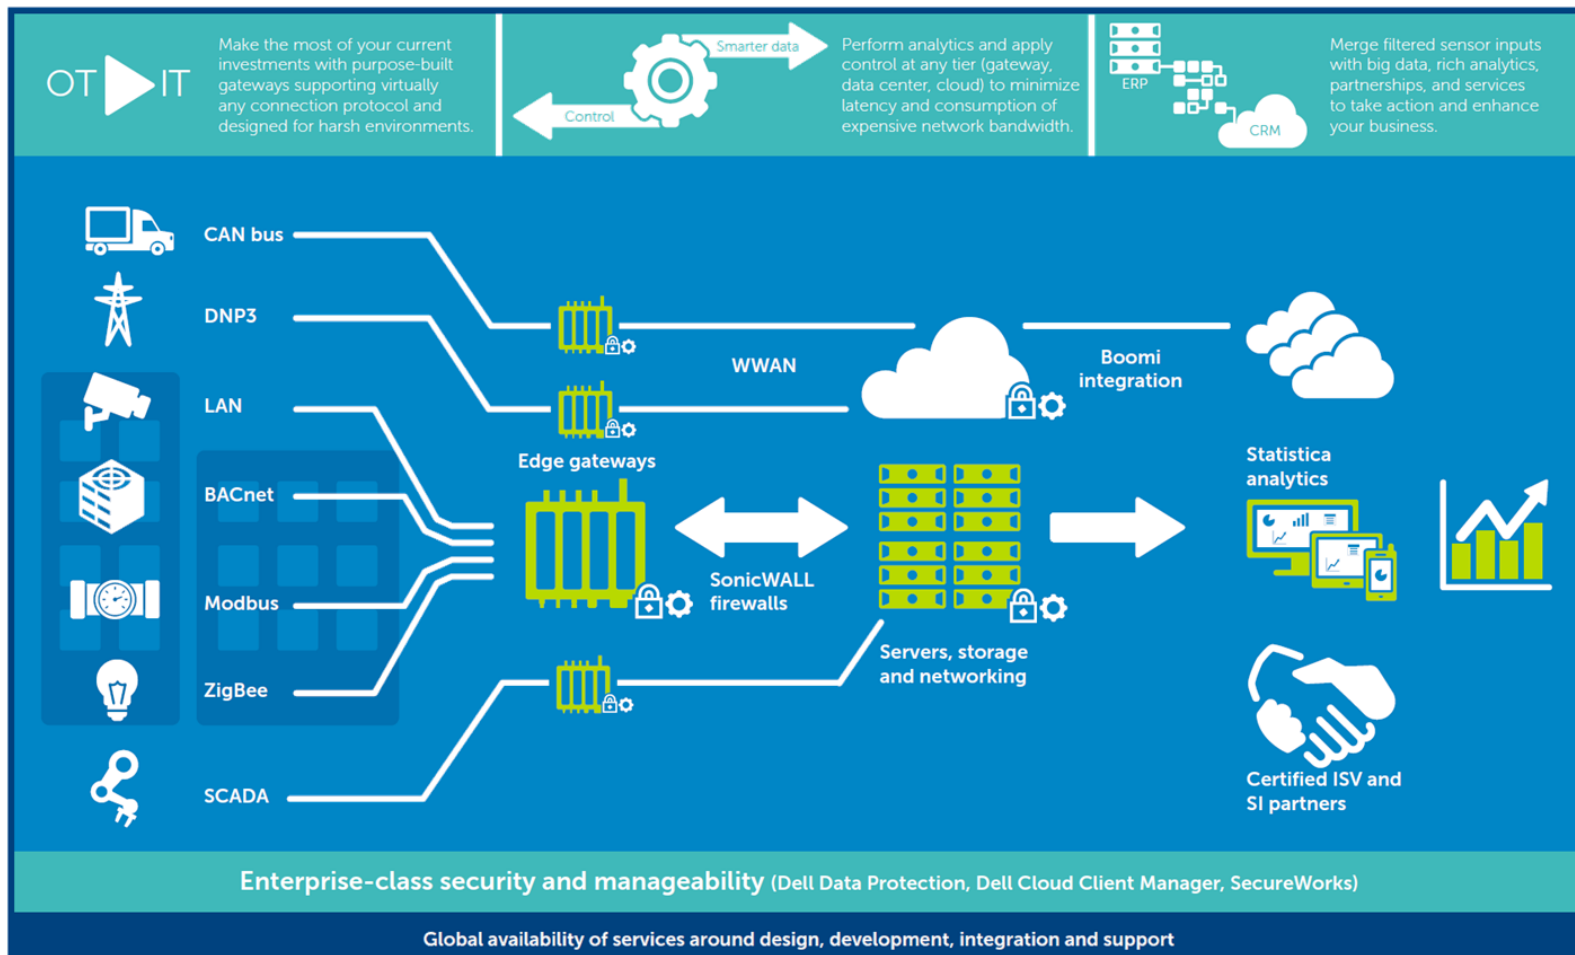 OT IT
Make the most of your current
investments with purpose-built
gateways supporting virtually
any connection protocol and
designed for harsh environments.
Smarter data
Control
Perform analytics and apply
control at any tier (gateway,
data center, cloud) to minimize
latency and consumption of
expensive network bandwidth.
ERP
CRM
Merge filtered sensor inputs
with big data, rich analytics,
partnerships, and services
to take action and enhance
your business.
CAN bus
DNP3
LAN
BACnet
Modbus
ZigBee
SCADA
Edge gateways
WWAN
SonicWALL
firewalls
Servers, storage
and networking
Boomi
integration
Statistica
analytics
Certified ISV and
SI partners
Enterprise-class security and manageability (Dell Data Protection, Dell Cloud Client Manager, SecureWorks)
Global availability of services around design, development, integration and support